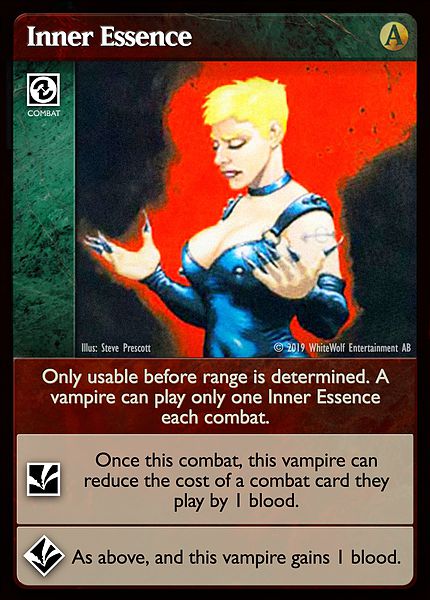 Inner Essence
A
COMBAT
Illus: Steve Prescott
© 2019 WhiteWolf Entertainment AB
Only usable before range is determined. A
vampire can play only one Inner Essence
each combat.
Once this combat, this vampire can
reduce the cost of a combat card they
play by 1 blood.
As above, and this vampire gains 1 blood.